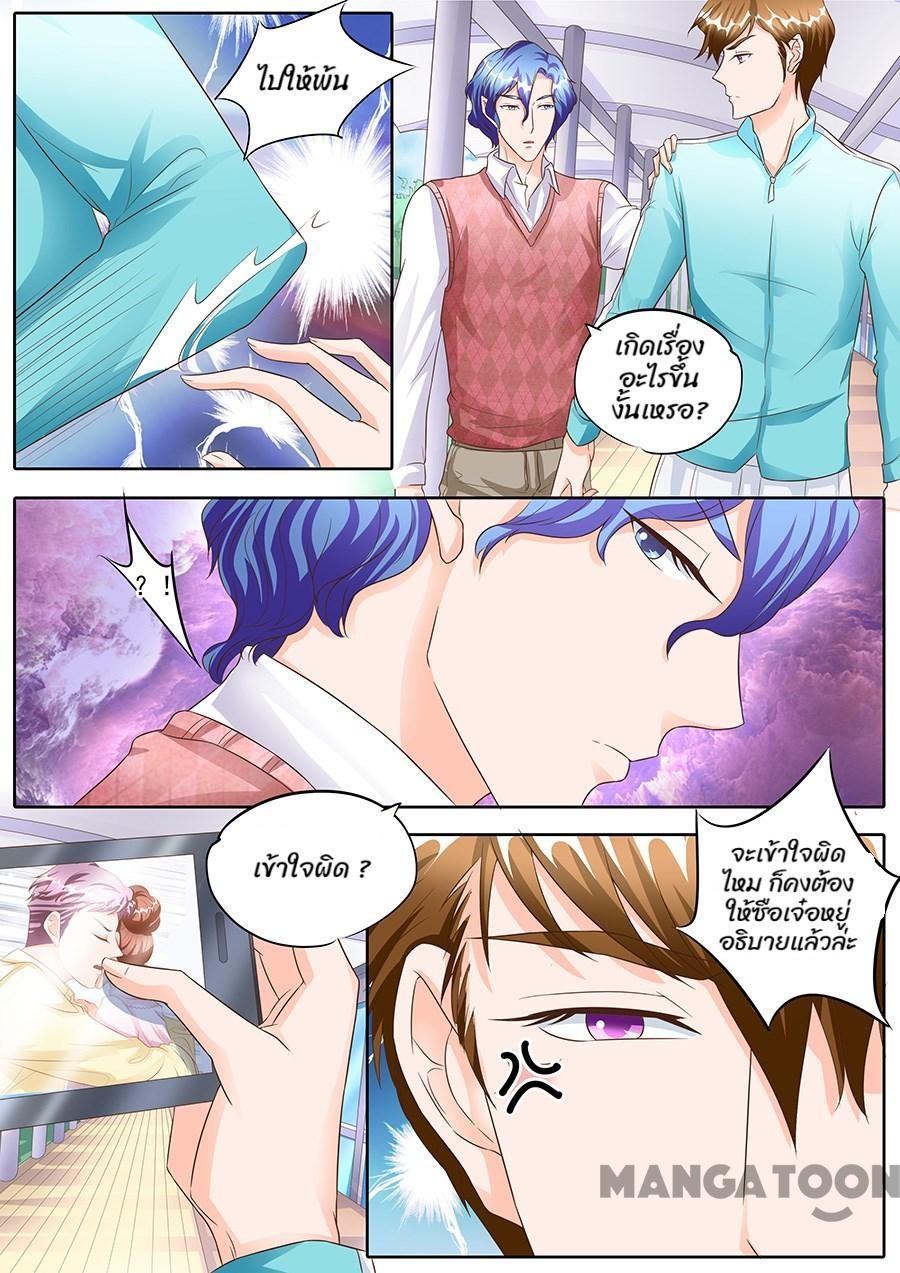 ไปให้พ้น
เกิดเรื่อง
อะไรขึ้น
งั้นเหรอ?
? !
เข้าใจผิด ?
จะเข้าใจผิด
ไหม ก็คงต้อง
ให้ซือเจ๋อหยู่
อธิบายแล้วล่ะ
MANGATOON